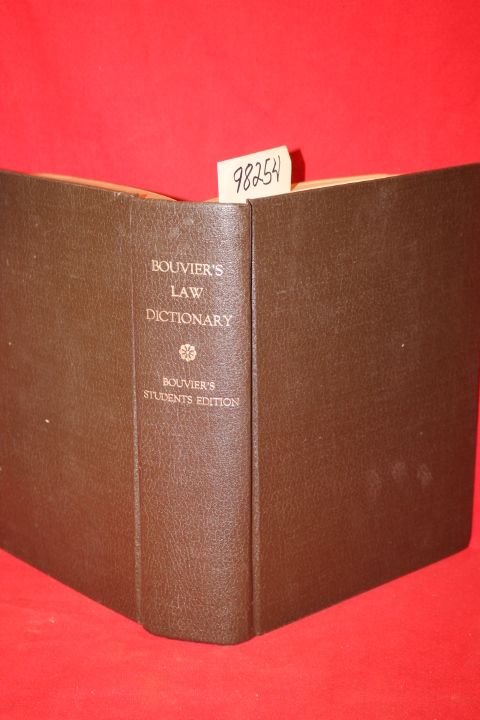 98254
BOUVIER'S
LAW
DICTIONARY
BOUVIER'S
STUDENTS EDITION